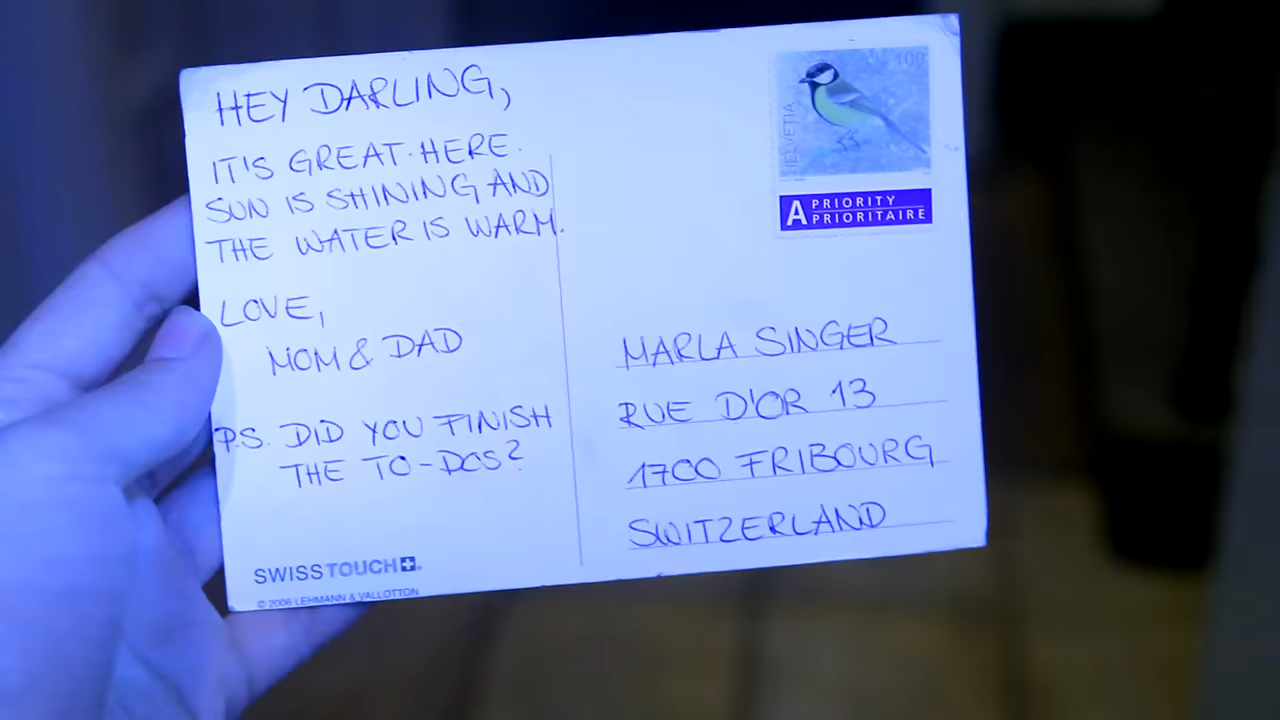 HEY DARLING,
IT'S GREAT HERE.
SUN IS SHINING AND
THE WATER IS WARM.
LOVE,
MOM & DAD
P.S. DID YOU FINISH
THE TO-DOS?
SWISSTOUCH
© 2006 LEHMANN & VALLOTTON
100
HELVETIA
A PRIORITY
PRIORITAIRE
MARLA SINGER
RUE D'OR 13
1700 FRIBOURG
SWITZERLAND